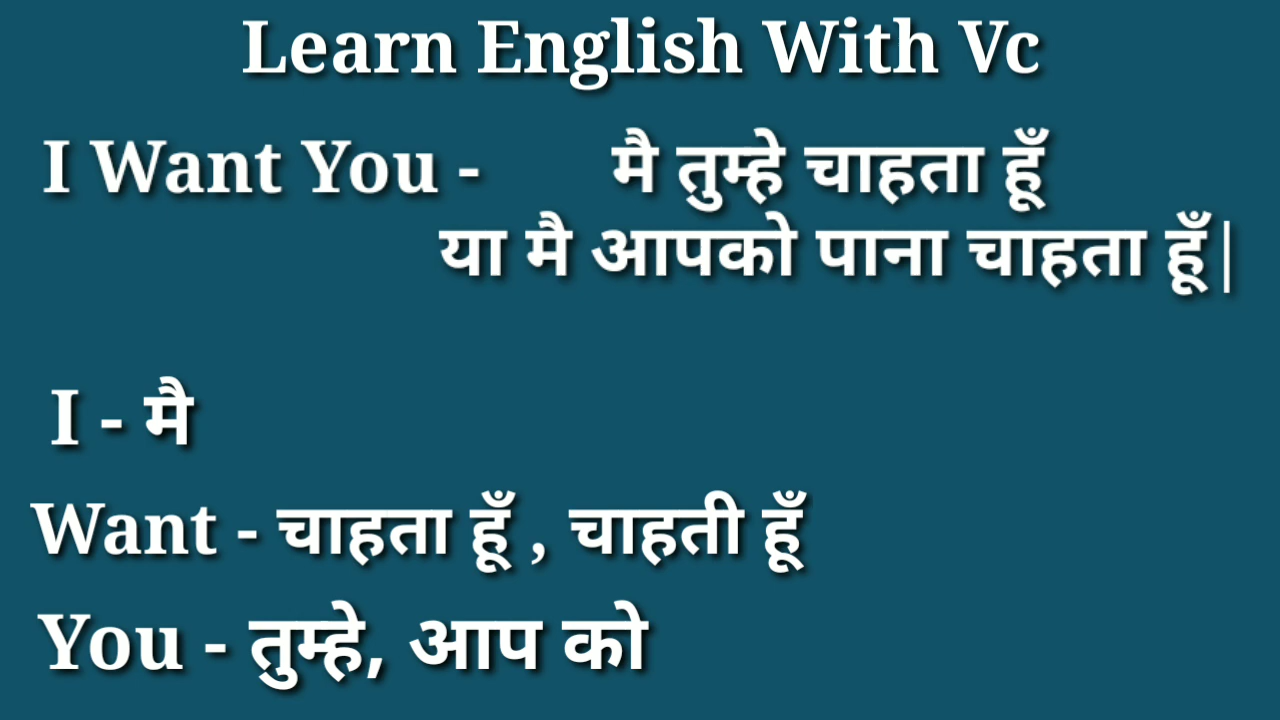 Learn English With Vc
I Want You - मै तुम्हे चाहता हूँ
या मै आपको पाना चाहता हूँ|
I - मै
Want - चाहता हूँ , चाहती हूँ
You - तुम्हे, आप को